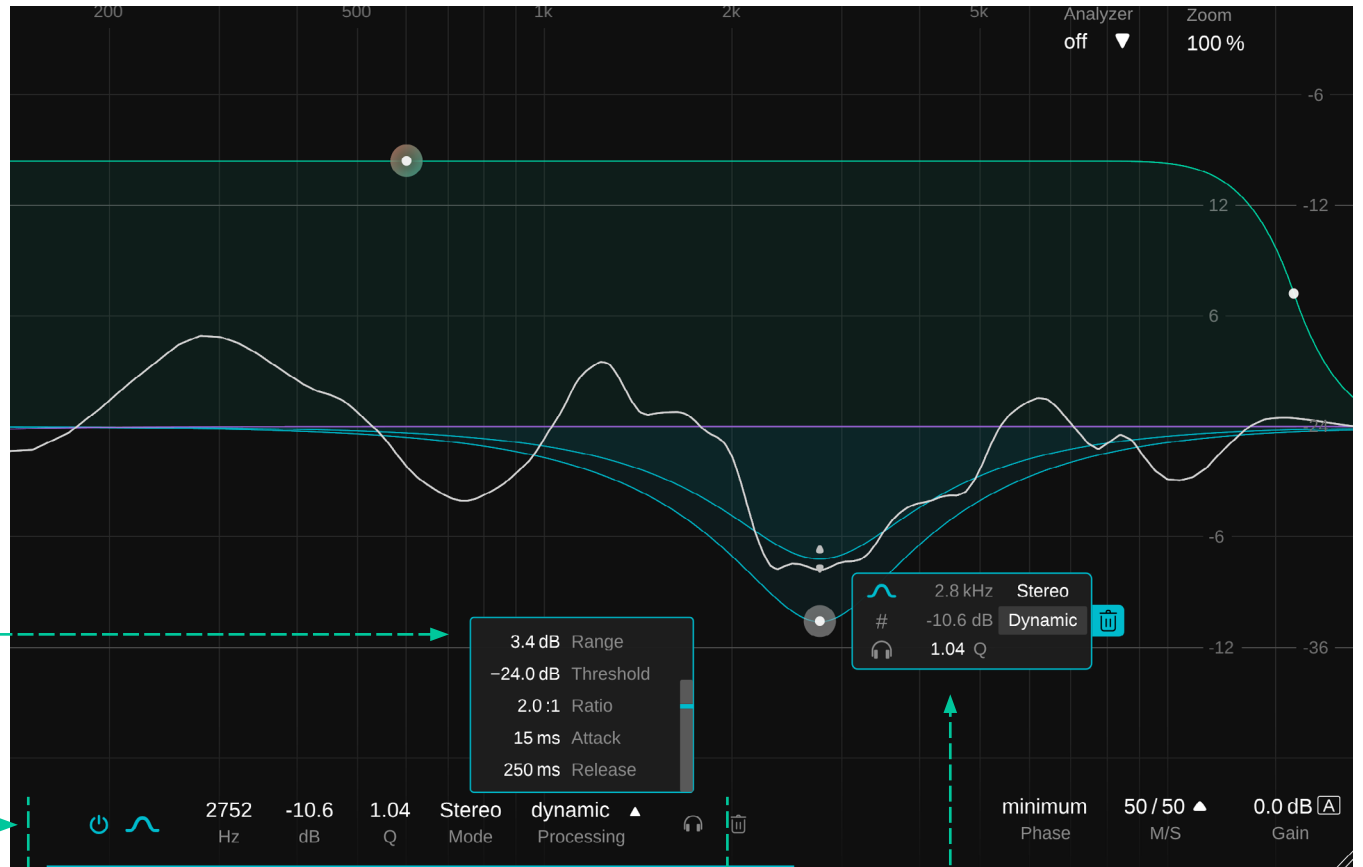 200 500 1k 2k 5k Analyzer Zoom
off 100 %
-6
12 -12
6
-24
-6
2.8 kHz Stereo
# -10.6 dB Dynamic
1.04 Q
-12 -36
3.4 dB Range
−24.0 dB Threshold
2.0 :1 Ratio
15 ms Attack
250 ms Release
2752 -10.6 1.04 Stereo dynamic minimum 50 / 50 0.0 dB A
Hz dB Q Mode Processing Phase M/S Gain